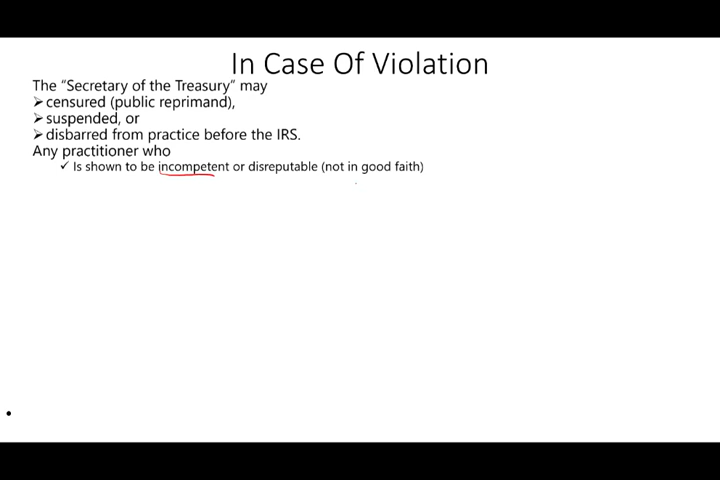 In Case Of Violation
The “Secretary of the Treasury” may
➢ censured (public reprimand),
➢ suspended, or
➢ disbarred from practice before the IRS.
Any practitioner who
✓ Is shown to be incompetent or disreputable (not in good faith)
•